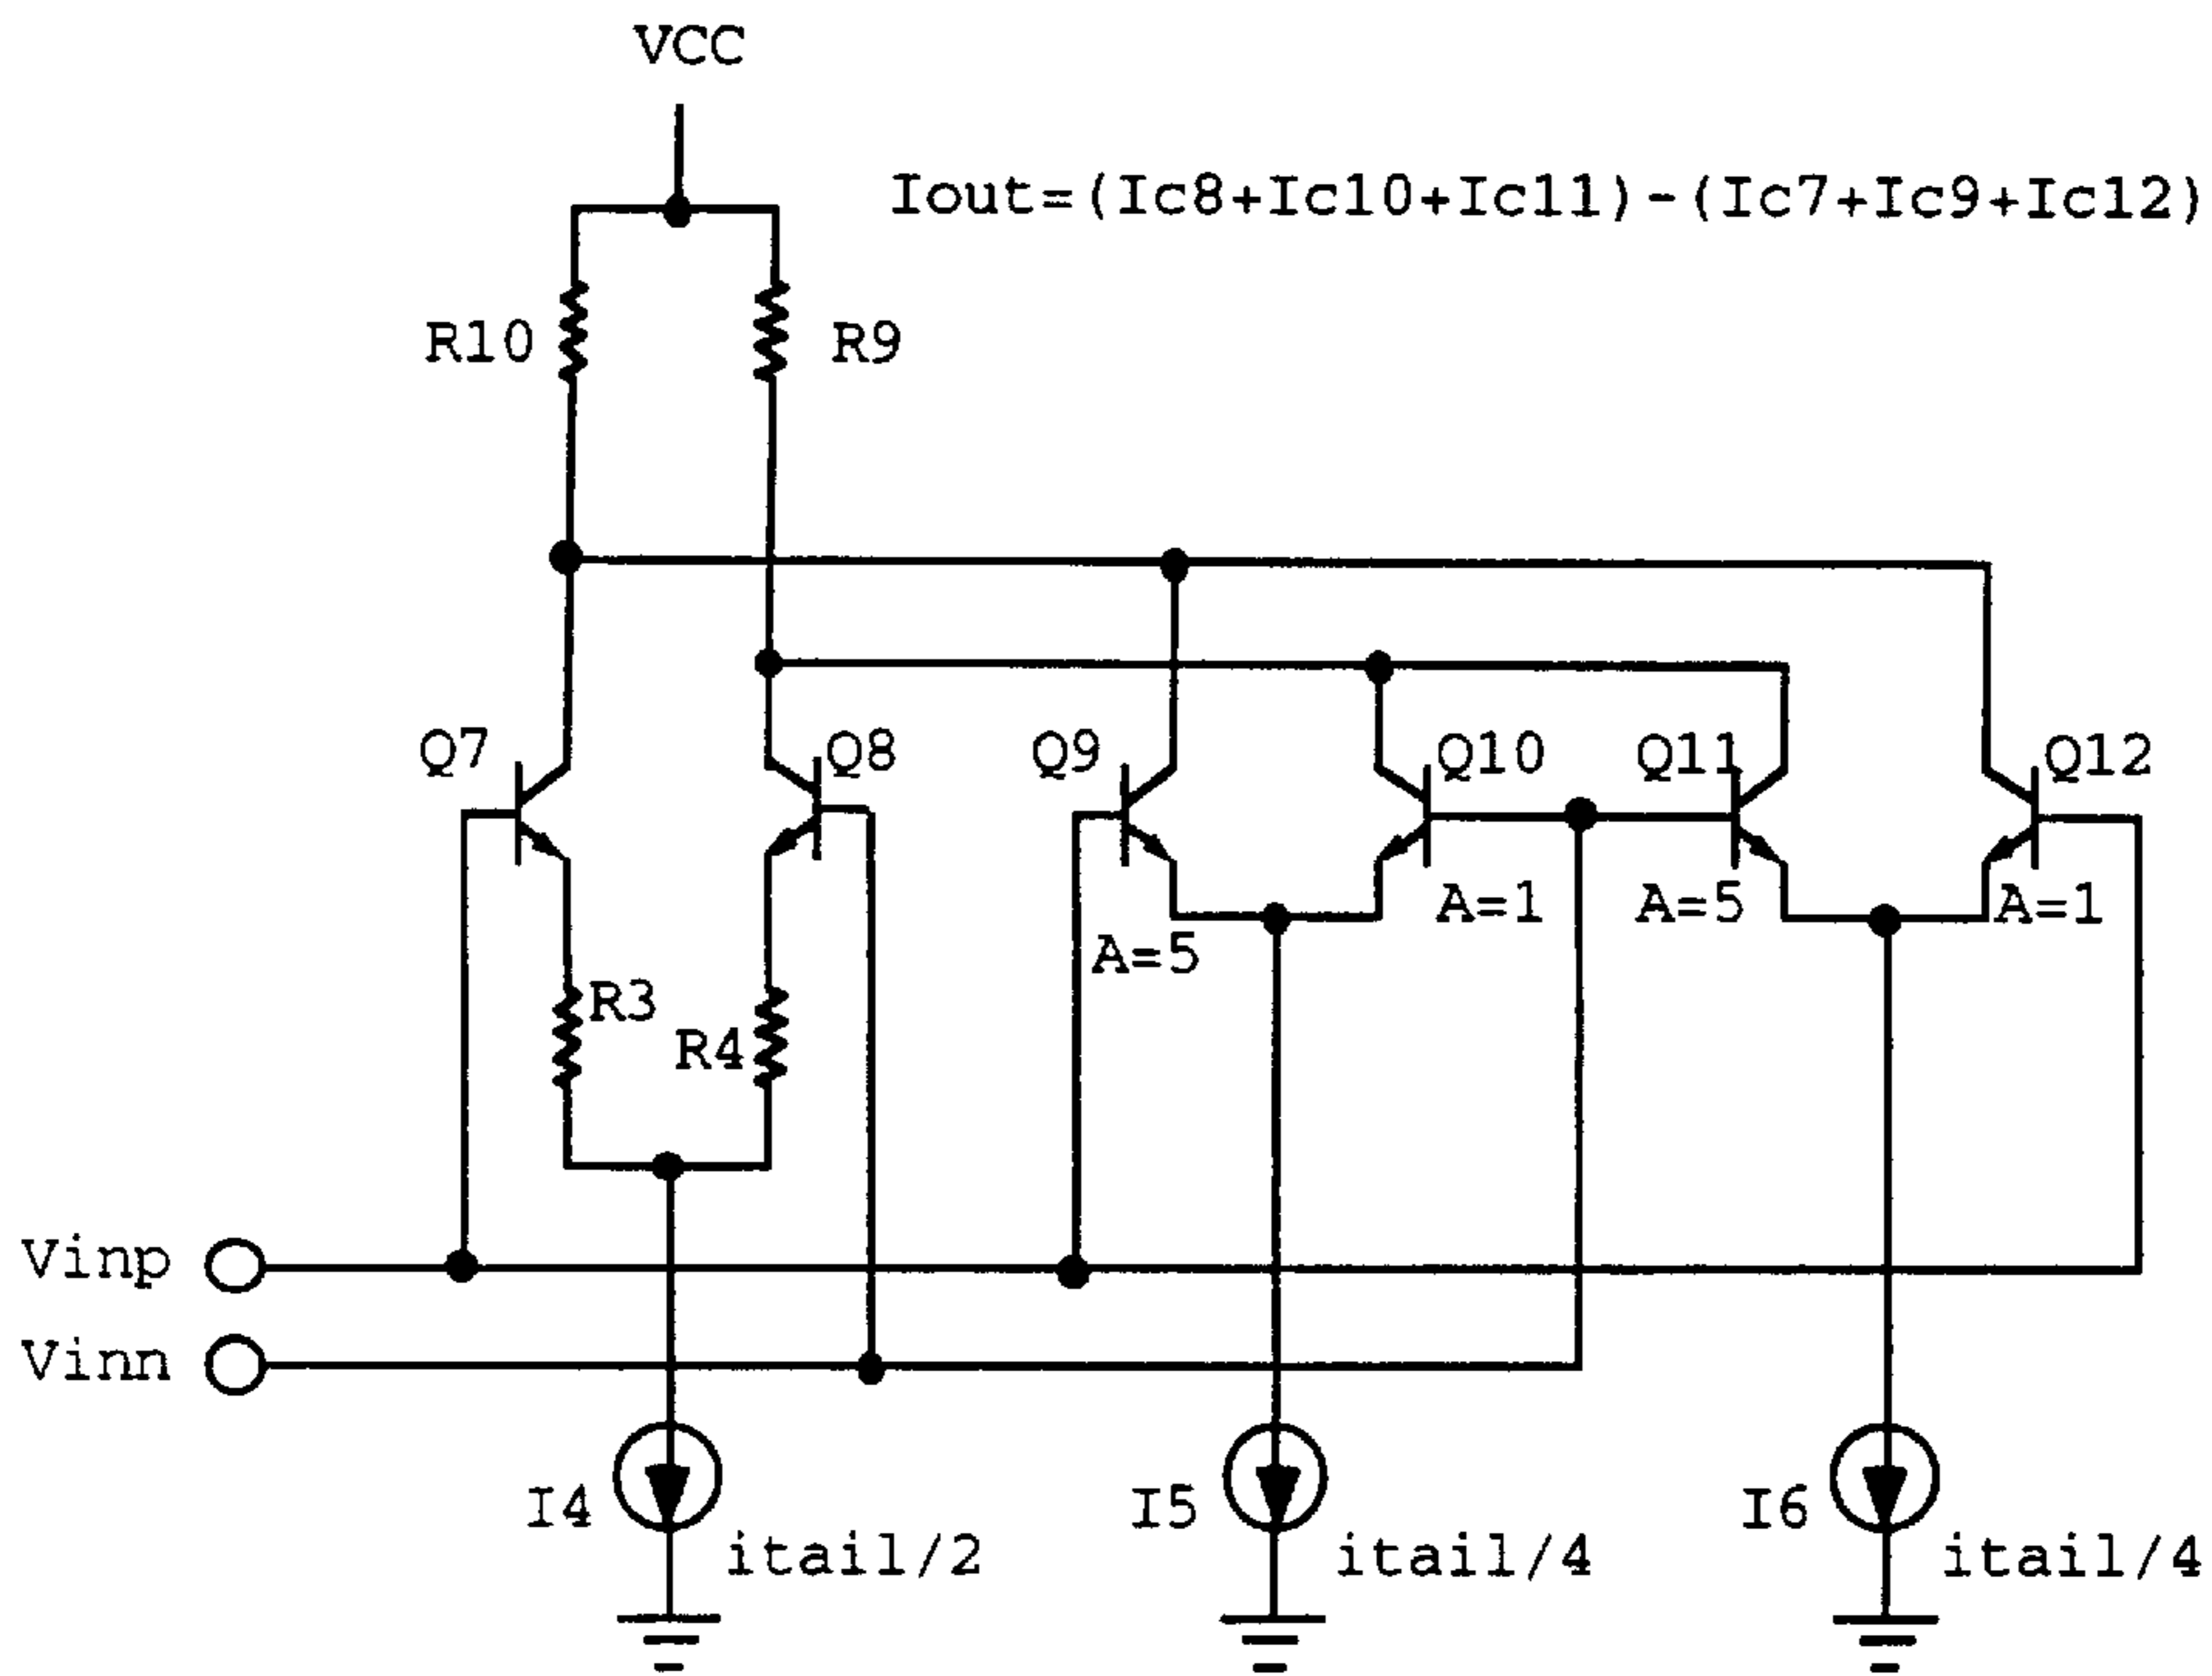 VCC
Iout=(Ic8+Ic10+Ic11)-(Ic7+Ic9+Ic12)
R10
R9
Q7
Q8
Q9
Q10
Q11
Q12
A=5
A=1
A=5
A=1
R3
R4
Vinp
Vinn
I4
itail/2
I5
itail/4
I6
itail/4